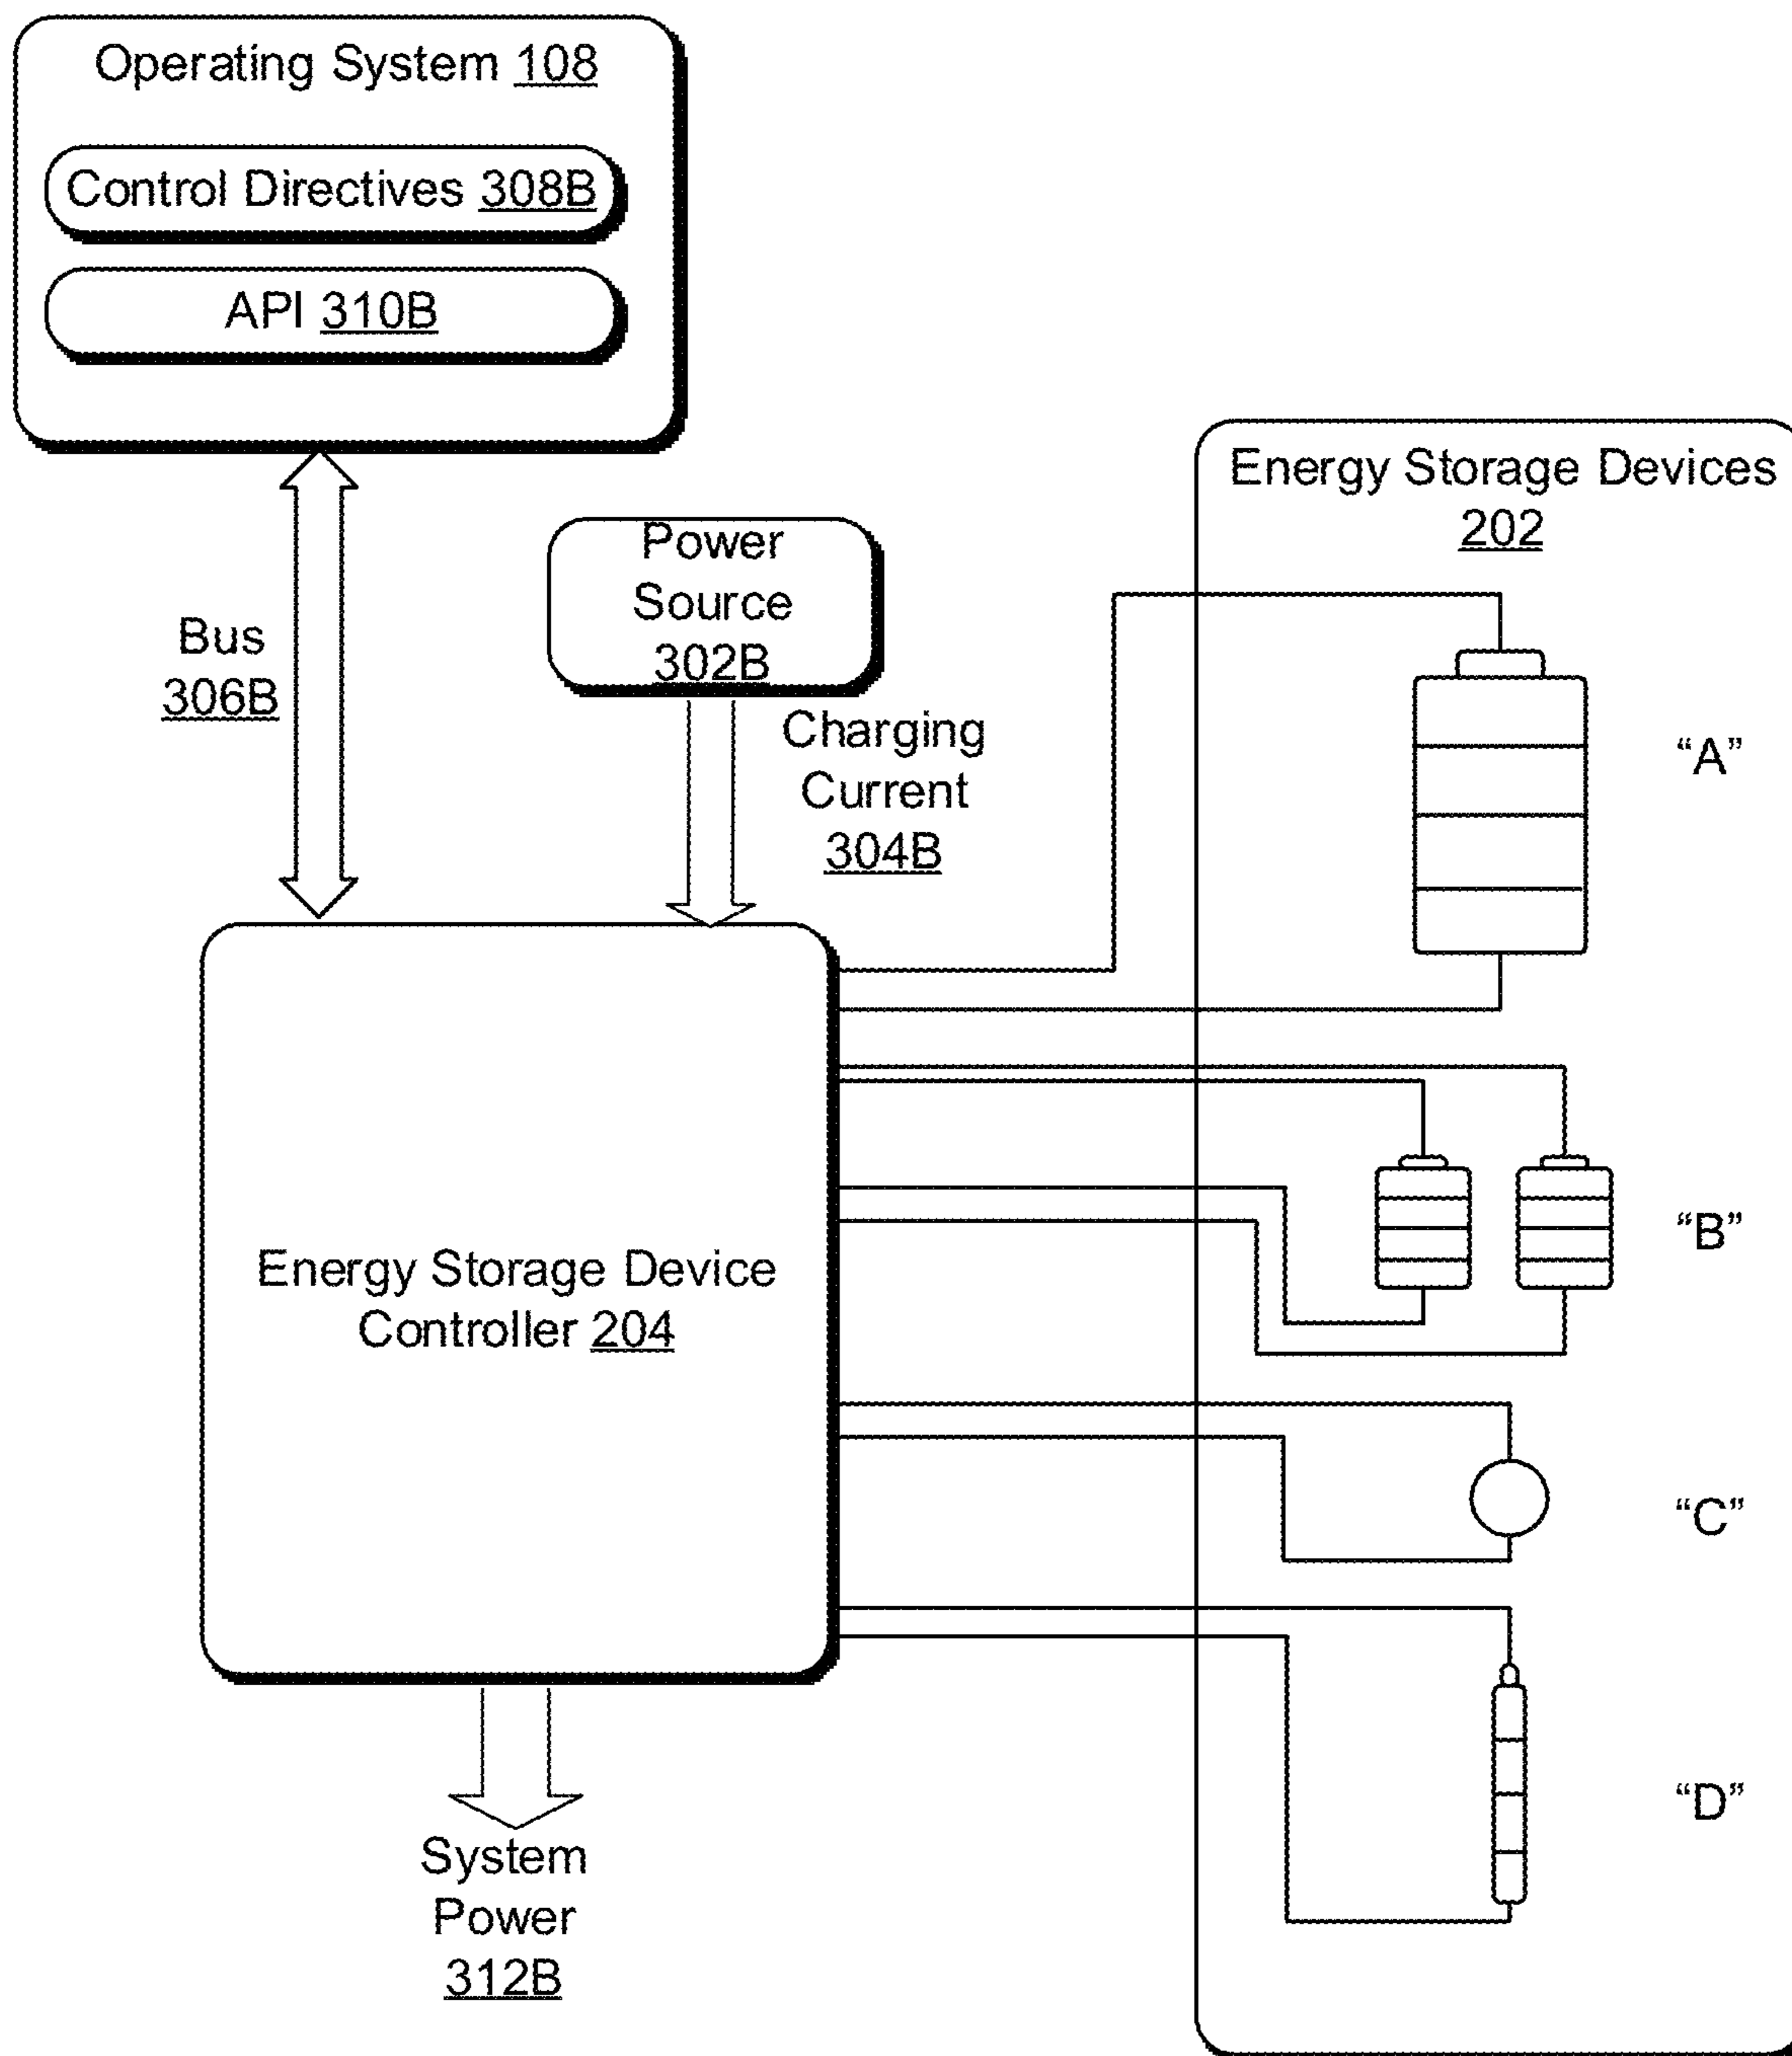 Operating System 108
Control Directives 308B
API 310B
Energy Storage Devices
202
Power
Source
302B
Bus
306B
Charging
Current
304B
“A”
“B”
Energy Storage Device
Controller 204
“C”
“D”
System
Power
312B